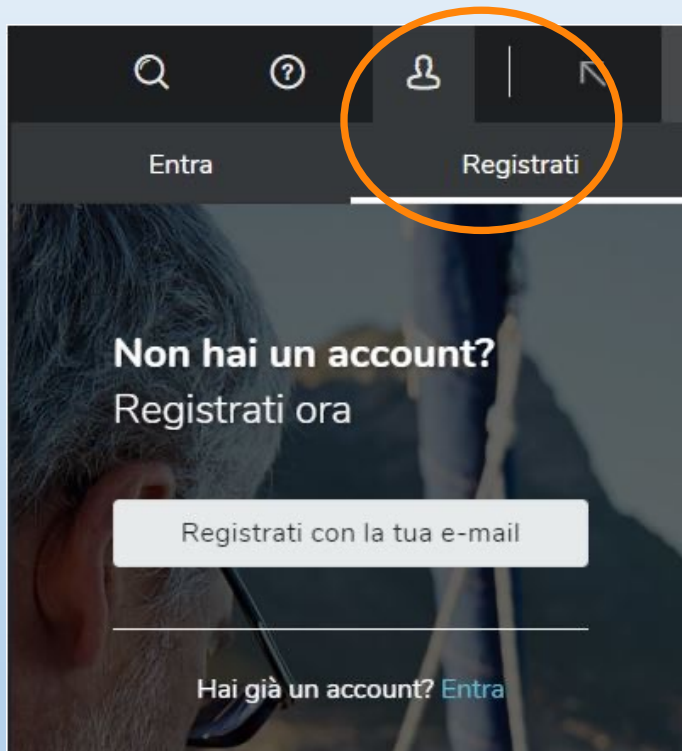 Entra
Registrati
Non hai un account?
Registrati ora
Registrati con la tua e-mail
Hai già un account? Entra